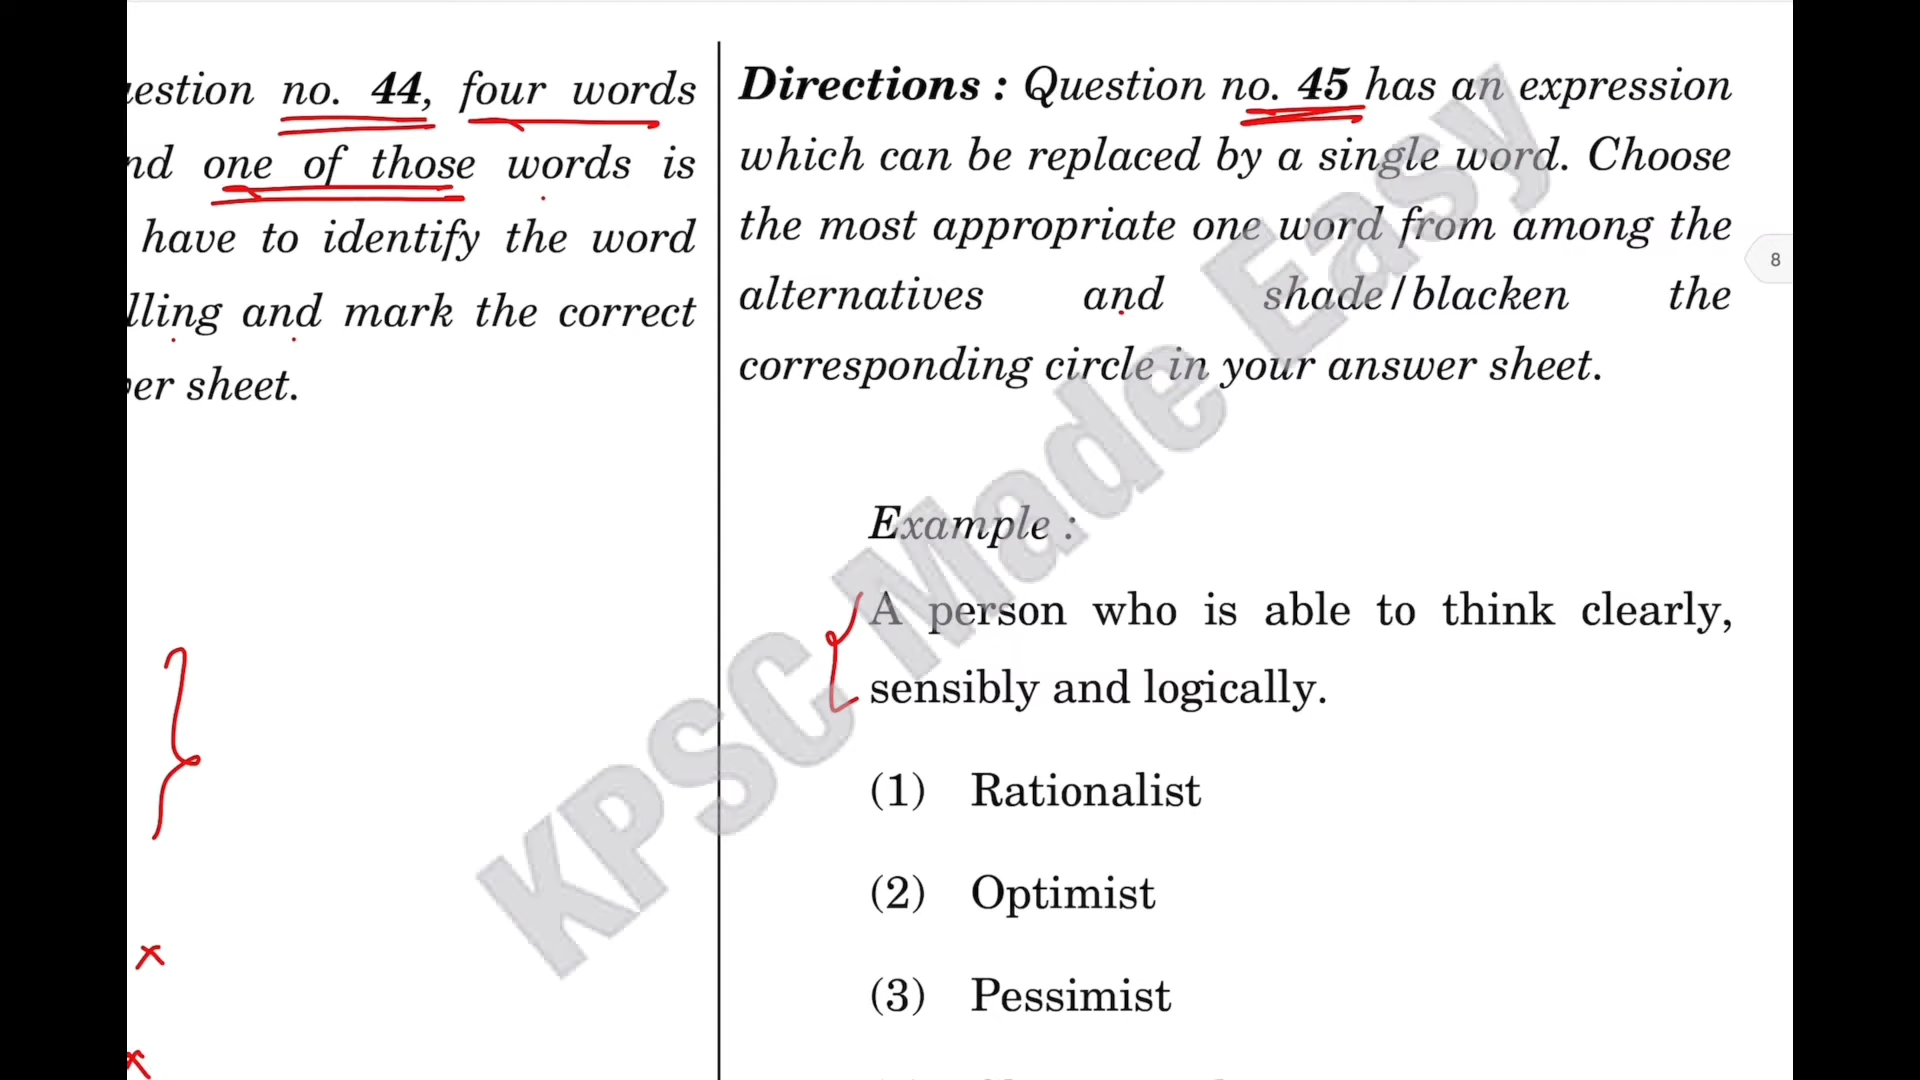 uestion no. 44, four words
nd one of those words is
have to identify the word
lling and mark the correct
er sheet.
Directions : Question no. 45 has an expression
which can be replaced by a single word. Choose
the most appropriate one word from among the
alternatives and shade/blacken the
corresponding circle in your answer sheet.
Example :
A person who is able to think clearly,
sensibly and logically.
(1) Rationalist
(2) Optimist
(3) Pessimist
8
KPSC Made Easy